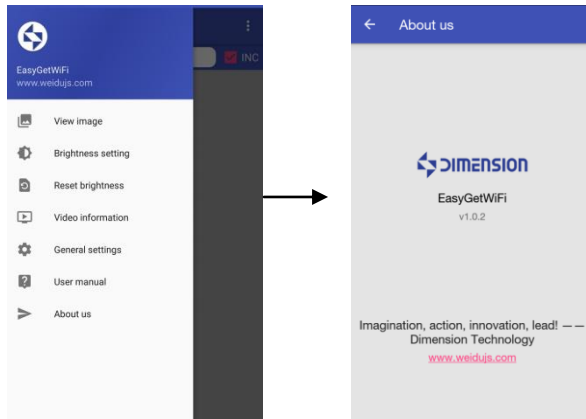 EasyGetWiFi
www.weidujs.com
INC
View image
Brightness setting
Reset brightness
Video information
General settings
User manual
About us
About us
DIMENSION
EasyGetWiFi
v1.0.2
Imagination, action, innovation, lead! ——
Dimension Technology
www.weidujs.com